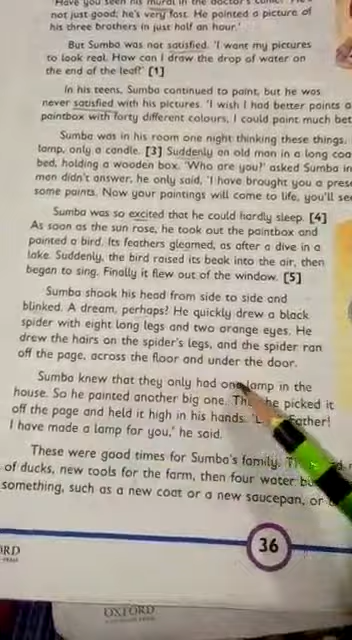 'Have you seen his mural in the doctor's
not just good; he's very fast. He painted a picture of
his three brothers in just half an hour.'
But Sumba was not satisfied. 'I want my pictures
to look real. How can I draw the drop of water on
the end of the leaf?' [1]
In his teens, Sumba continued to paint, but he was
never satisfied with his pictures. 'I wish I had better paints
paintbox with forty different colours, I could paint much
Sumba was in his room one night thinking these things.
lamp, only a candle. [3] Suddenly an old man in a long
bed, holding a wooden box. 'Who are you?' asked Sumba
man didn't answer, he only said, 'I have brought you a
some paints. Now your paintings will come to life, you'll
Sumba was so excited that he could hardly sleep. [4]
As soon as the sun rose, he took out the paintbox and
painted a bird. Its feathers gleamed, as after a dive in a
lake. Suddenly, the bird raised its beak into the air, then
began to sing. Finally it flew out of the window. [5]
Sumba shook his head from side to side and
blinked. A dream, perhaps? He quickly drew a black
spider with eight long legs and two orange eyes. He
drew the hairs on the spider's legs, and the spider ran
off the page, across the floor and under the door.
Sumba knew that they only had one lamp in the
house. So he painted another big one. he picked it
off the page and held it high in his hands. Father!
I have made a lamp for you,' he said.
These were good times for Sumba's family.
of ducks, new tools for the farm, then four water
something, such as a new coat or a new saucepan, or
36
OXFORD